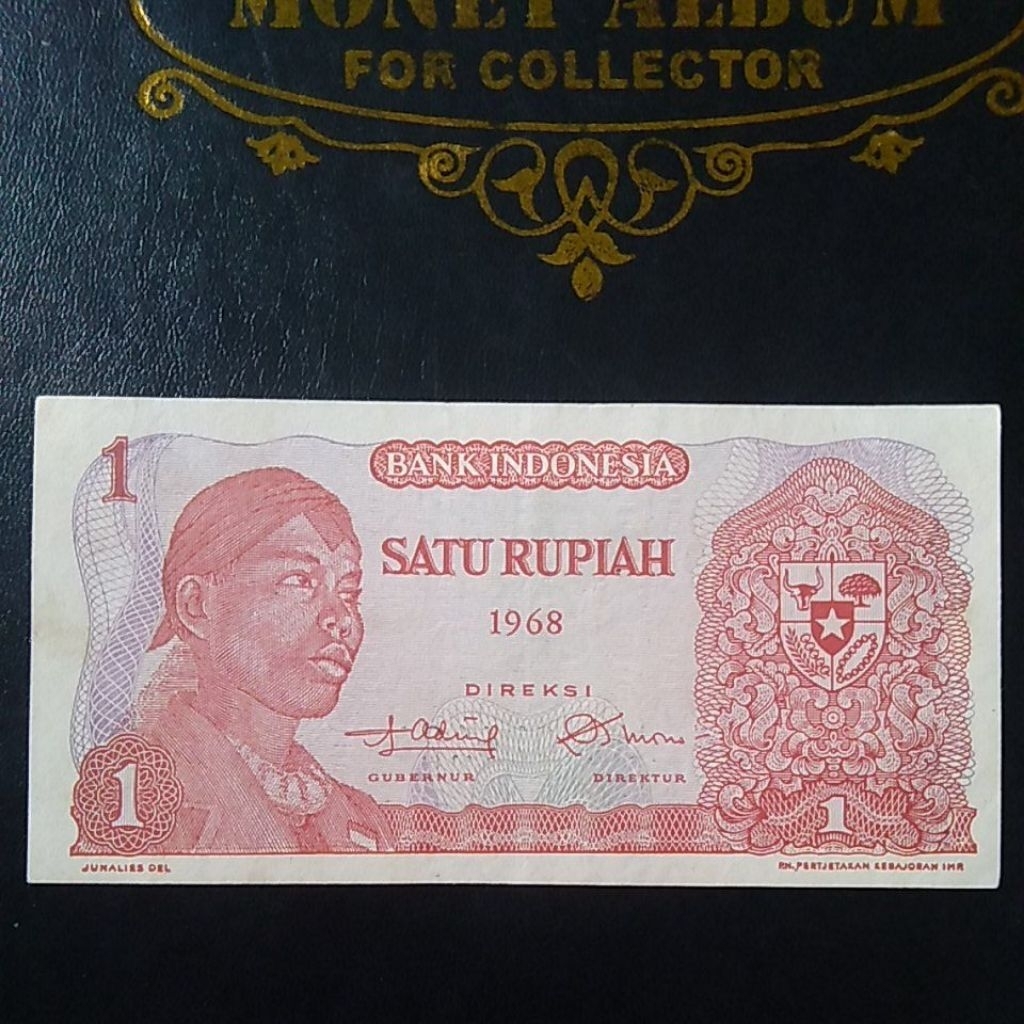 MONEY ALBUM
FOR COLLECTOR
1
BANK INDONESIA
SATU RUPIAH
1968
DIREKSI
GUBERNUR
DIREKTUR
1
1
JUNALIES DEL
PN. PERTJETAKAN KEBAJORAN IMP.